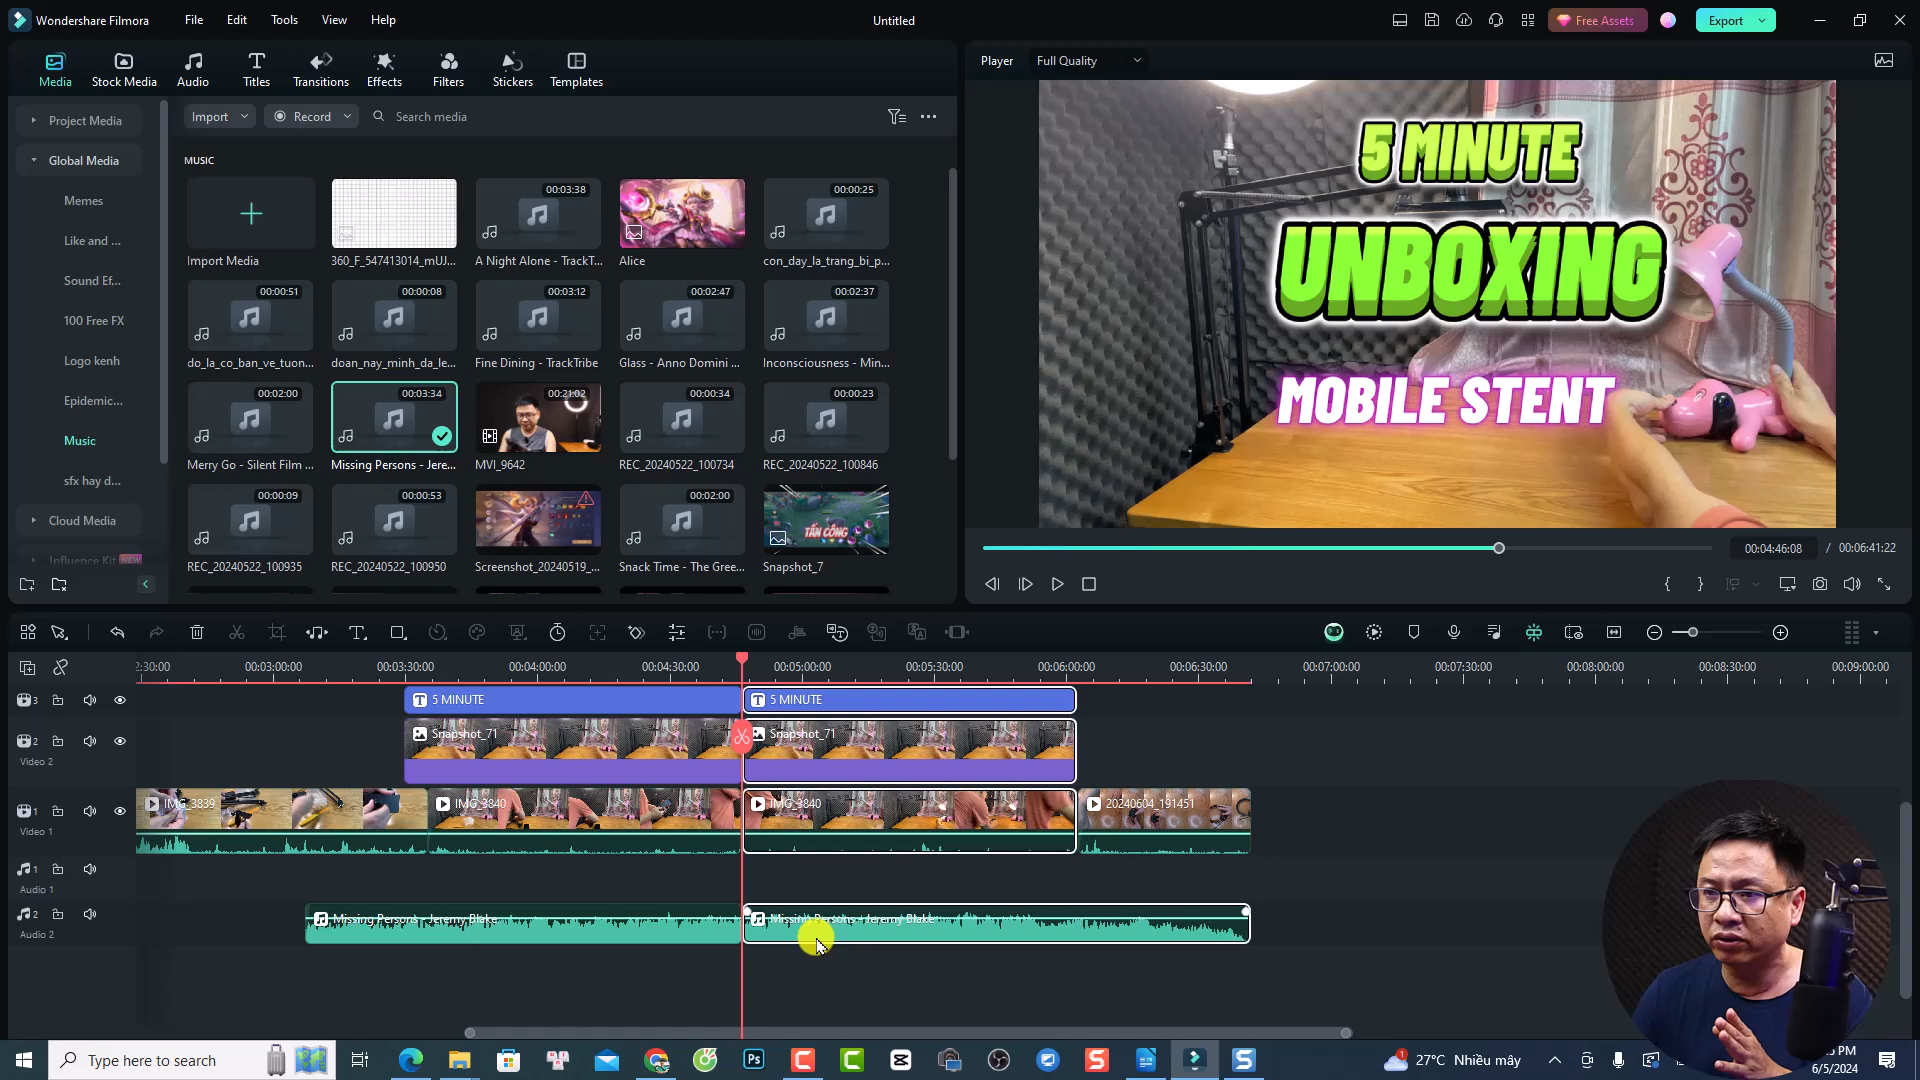 Wondershare Filmora
File
Edit
Tools
View
Help
Untitled
Free Assets
Export
Media
Stock Media
Audio
Titles
Transitions
Effects
Filters
Stickers
Templates
Player
Full Quality
Project Media
Import
Record
Search media
Global Media
MUSIC
Memes
Like and ...
Sound Ef...
100 Free FX
Logo kenh
Epidemic...
Music
sfx hay d...
Cloud Media
Influence Kit NEW
00:03:38
00:00:25
Import Media
360_F_547413014_mUJ...
A Night Alone - TrackT...
Alice
con_day_la_trang_bi_p...
00:00:51
00:00:08
00:03:12
00:02:47
00:02:37
do_la_co_ban_ve_tuon...
doan_nay_minh_da_le...
Fine Dining - TrackTribe
Glass - Anno Domini ...
Inconsciousness - Min...
00:02:00
00:03:34
00:21:02
00:00:34
00:00:23
Merry Go - Silent Film ...
Missing Persons - Jere...
MVI_9642
REC_20240522_100734
REC_20240522_100846
00:00:09
00:00:53
00:02:00
TẤN CÔNG
REC_20240522_100935
REC_20240522_100950
Screenshot_20240519_...
Snack Time - The Gree...
Snapshot_7
5 MINUTE
UNBOXING
MOBILE STENT
00:04:46:08 / 00:06:41:22
2:30:00
00:03:00:00
00:03:30:00
00:04:00:00
00:04:30:00
00:05:00:00
00:05:30:00
00:06:00:00
00:06:30:00
00:07:00:00
00:07:30:00
00:08:00:00
00:08:30:00
00:09:00:00
3
5 MINUTE
5 MINUTE
2
Video 2
Snapshot_71
Snapshot_71
1
Video 1
IMG_3839
IMG_3840
IMG_3840
20240604_191451
1
Audio 1
2
Audio 2
Missing Persons - Jeremy Blake
Missing Persons - Jeremy Blake
Type here to search
Ps
1
27°C Nhiều mây
PM
6/5/2024